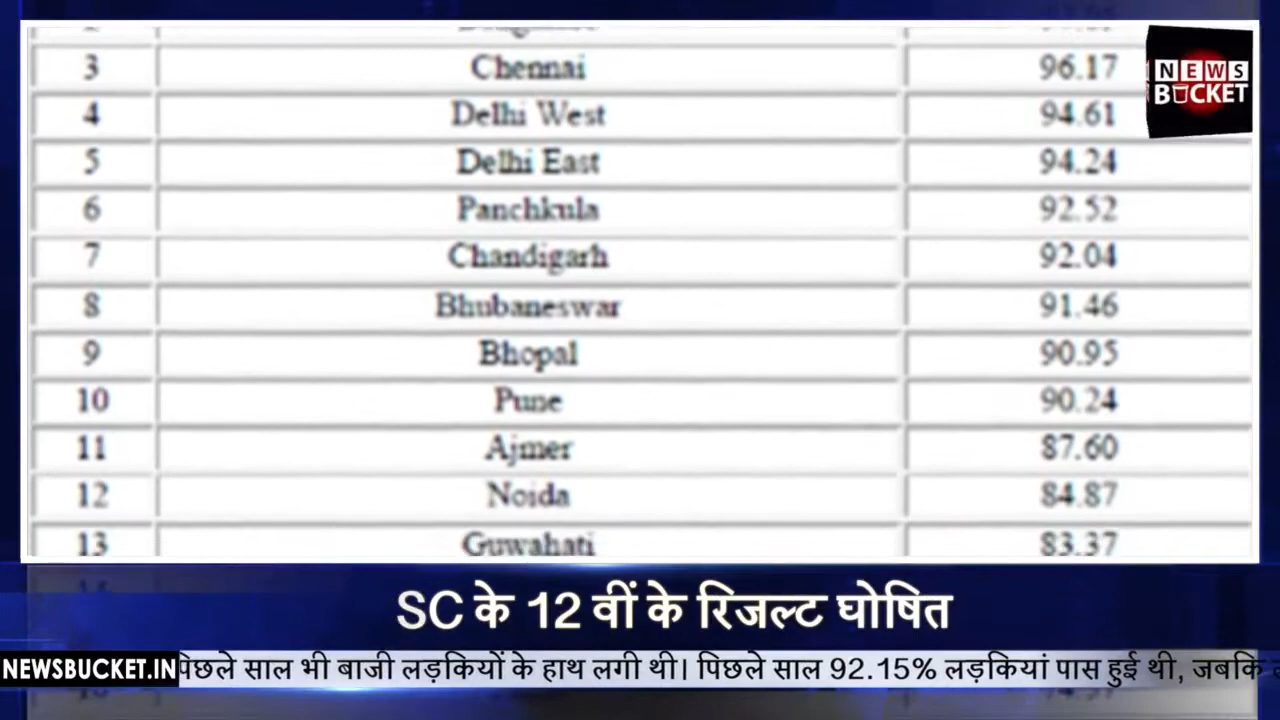 NEWS
BUCKET
3 Chennai 96.17
4 Delhi West 94.61
5 Delhi East 94.24
6 Panchkula 92.52
7 Chandigarh 92.04
8 Bhubaneswar 91.46
9 Bhopal 90.95
10 Pune 90.24
11 Ajmer 87.60
12 Noida 84.87
13 Guwahati 83.37
SC के 12 वीं के रिजल्ट घोषित
NEWSBUCKET.IN पिछले साल भी बाजी लड़कियों के हाथ लगी थी। पिछले साल 92.15% लड़कियां पास हुई थी, जबकि